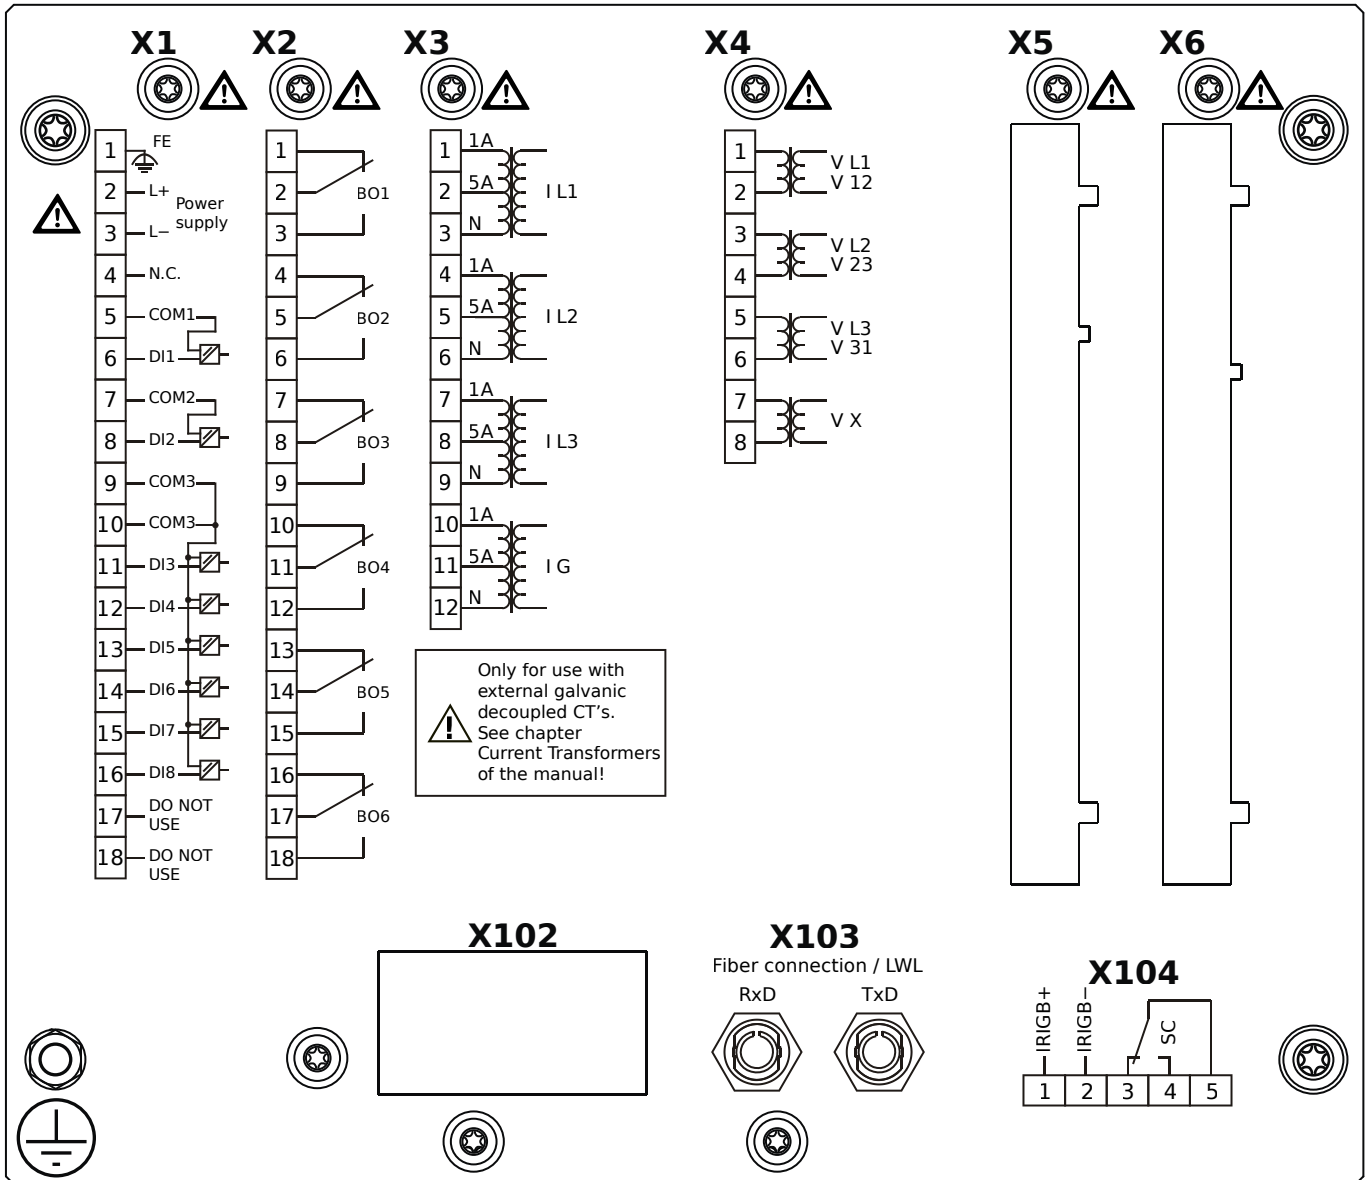 X1
X2
X3
X4
X5
X6
1 FE
2 L+
Power
supply
3 L−
4 N.C.
5 COM1
6 DI1
7 COM2
8 DI2
9 COM3
10 COM3
11 DI3
12 DI4
13 DI5
14 DI6
15 DI7
16 DI8
17 DO NOT
USE
18 DO NOT
USE
1
2 BO1
3
4
5 BO2
6
7
8 BO3
9
10
11 BO4
12
13
14 BO5
15
16
17 BO6
18
1 1A
2 5A I L1
3 N
4 1A
5 5A I L2
6 N
7 1A
8 5A I L3
9 N
10 1A
11 5A I G
12 N
Only for use with
external galvanic
decoupled CT's.
See chapter
Current Transformers
of the manual!
1 V L1
2 V 12
3 V L2
4 V 23
5 V L3
6 V 31
7 V X
8
X102
X103
Fiber connection / LWL
RxD TxD
X104
IRIGB+
IRIGB−
SC
1 2 3 4 5